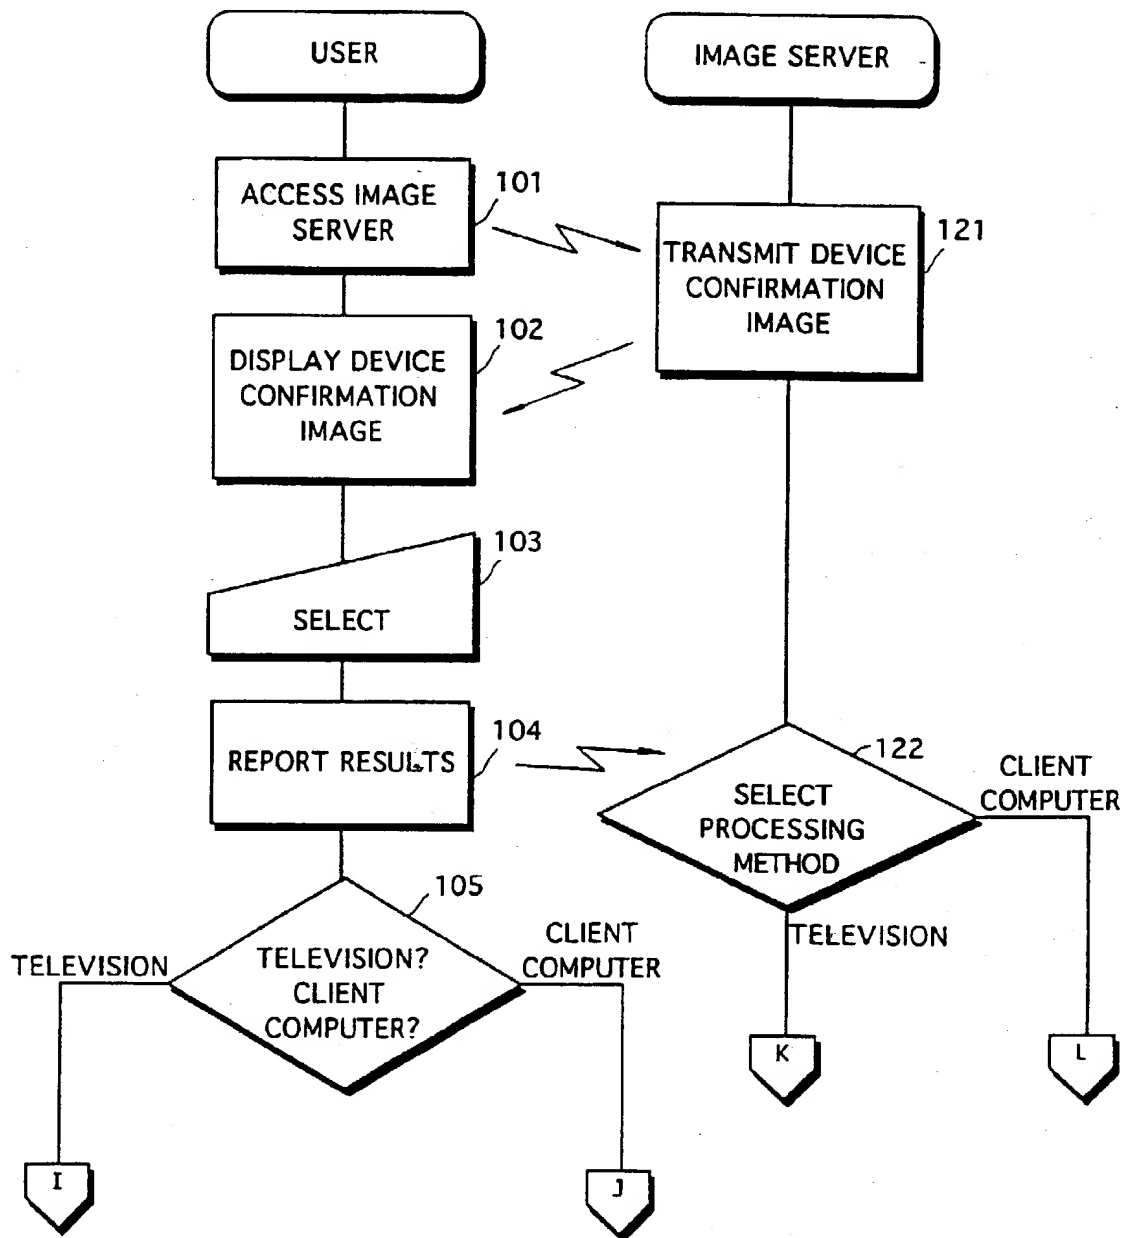 USER
IMAGE SERVER
ACCESS IMAGE
SERVER
101
TRANSMIT DEVICE
CONFIRMATION
IMAGE
121
DISPLAY DEVICE
CONFIRMATION
IMAGE
102
SELECT
103
REPORT RESULTS
104
SELECT
PROCESSING
METHOD
122
CLIENT
COMPUTER
TELEVISION
K
L
TELEVISION?
CLIENT
COMPUTER?
105
TELEVISION
CLIENT
COMPUTER
I
J